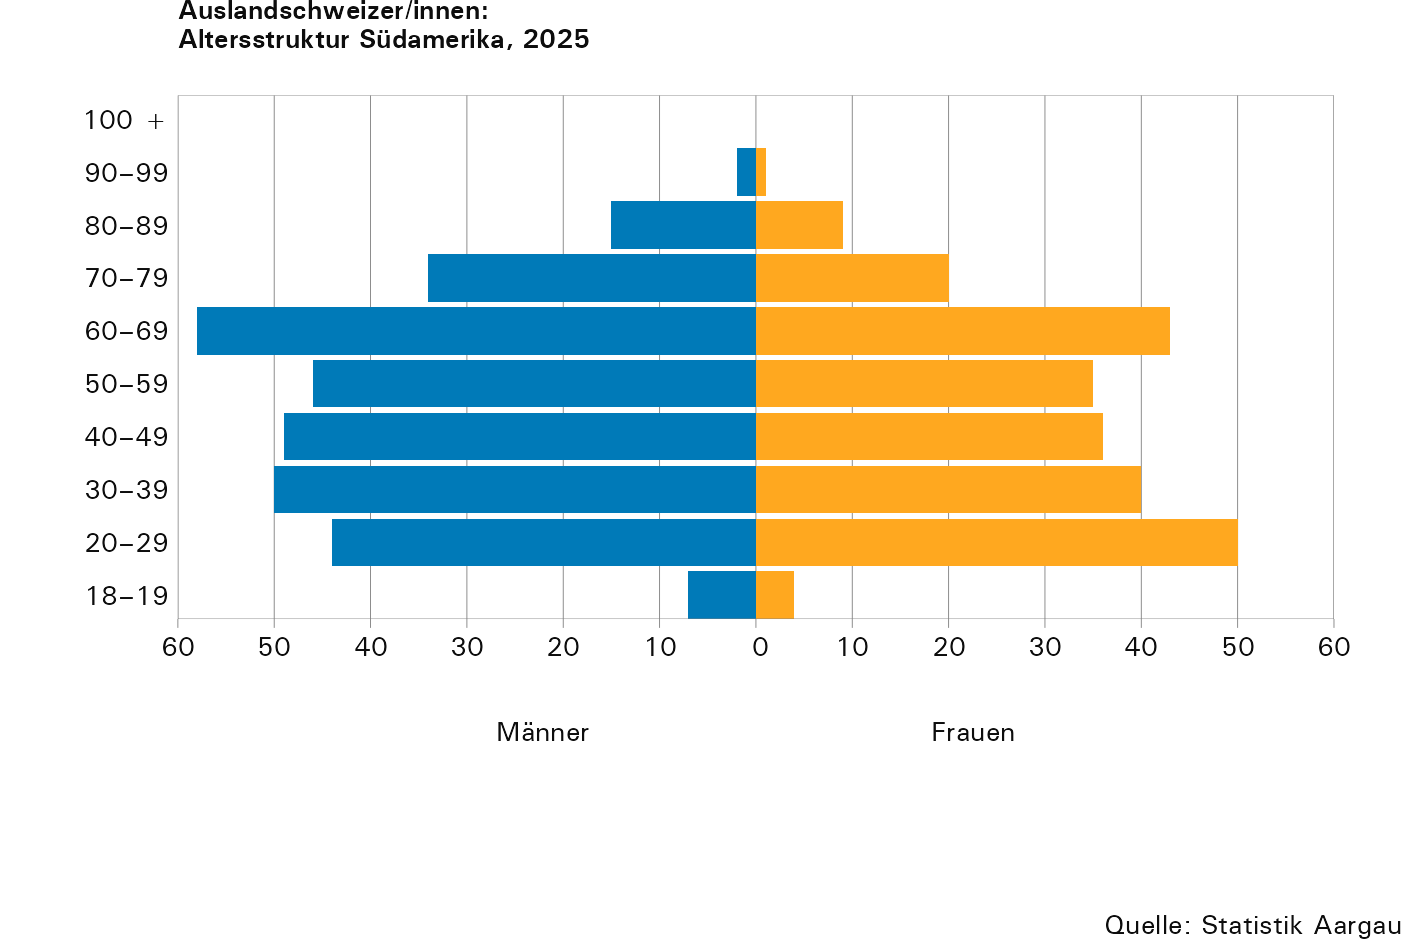 Auslandschweizer/innen:
Altersstruktur Südamerika, 2025
100 +
90–99
80–89
70–79
60–69
50–59
40–49
30–39
20–29
18–19
60 50 40 30 20 10 0 10 20 30 40 50 60
Männer Frauen
Quelle: Statistik Aargau